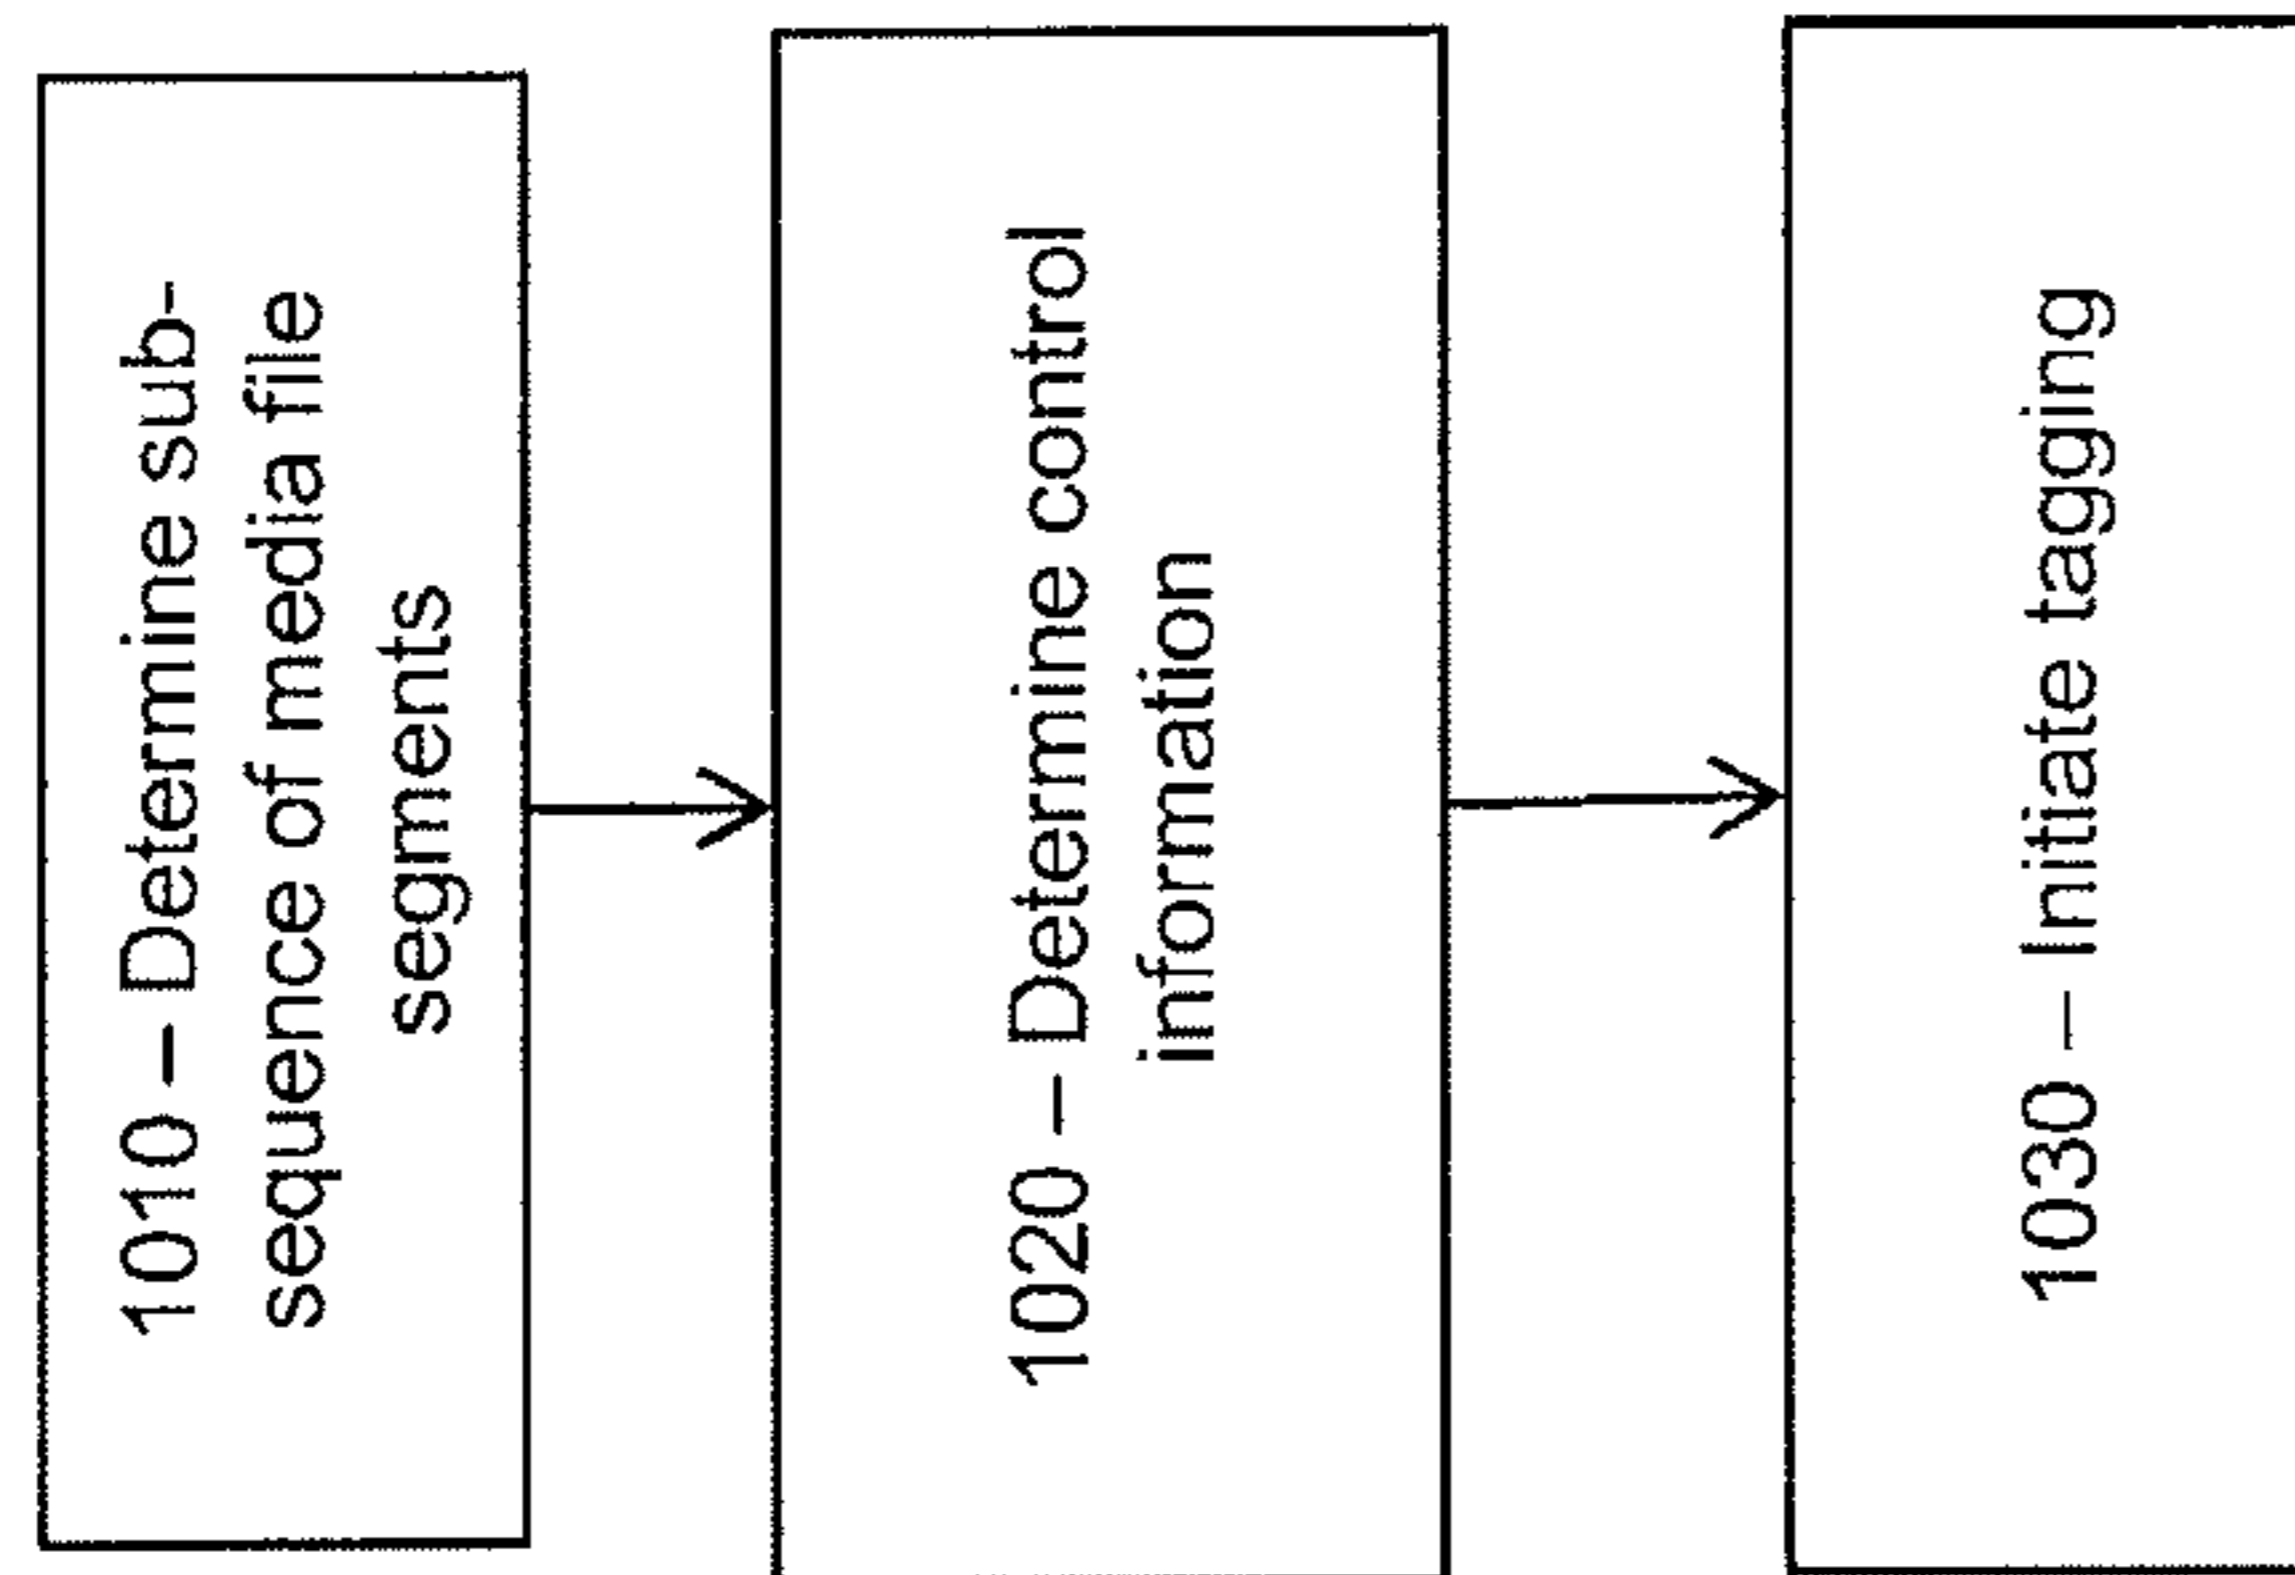 1010 – Determine sub-
sequence of media file
segments
1020 – Determine control
information
1030 – Initiate tagging